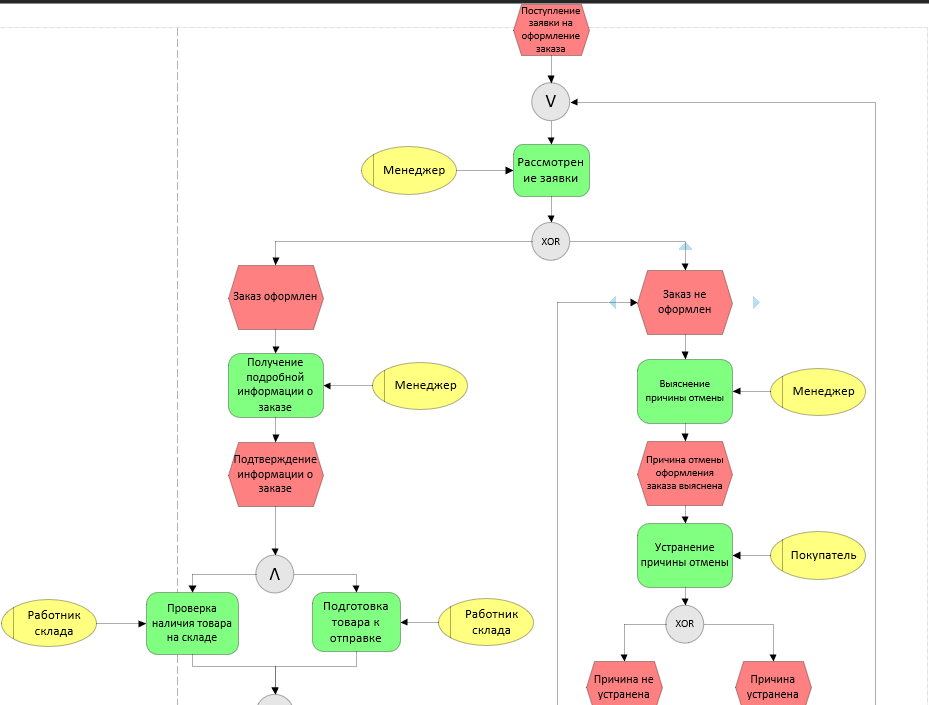 Поступление
заявки на
оформление
заказа
V
Менеджер
Рассмотрен
ие заявки
XOR
Заказ оформлен
Заказ не
оформлен
Получение
подробной
информации о
заказе
Менеджер
Выяснение
причины отмены
Менеджер
Подтверждение
информации о
заказе
Причина отмены
оформления
заказа выяснена
Устранение
причины отмены
Покупатель
Λ
Работник
склада
Проверка
наличия товара
на складе
Подготовка
товара к
отправке
Работник
склада
XOR
Причина не
устранена
Причина
устранена